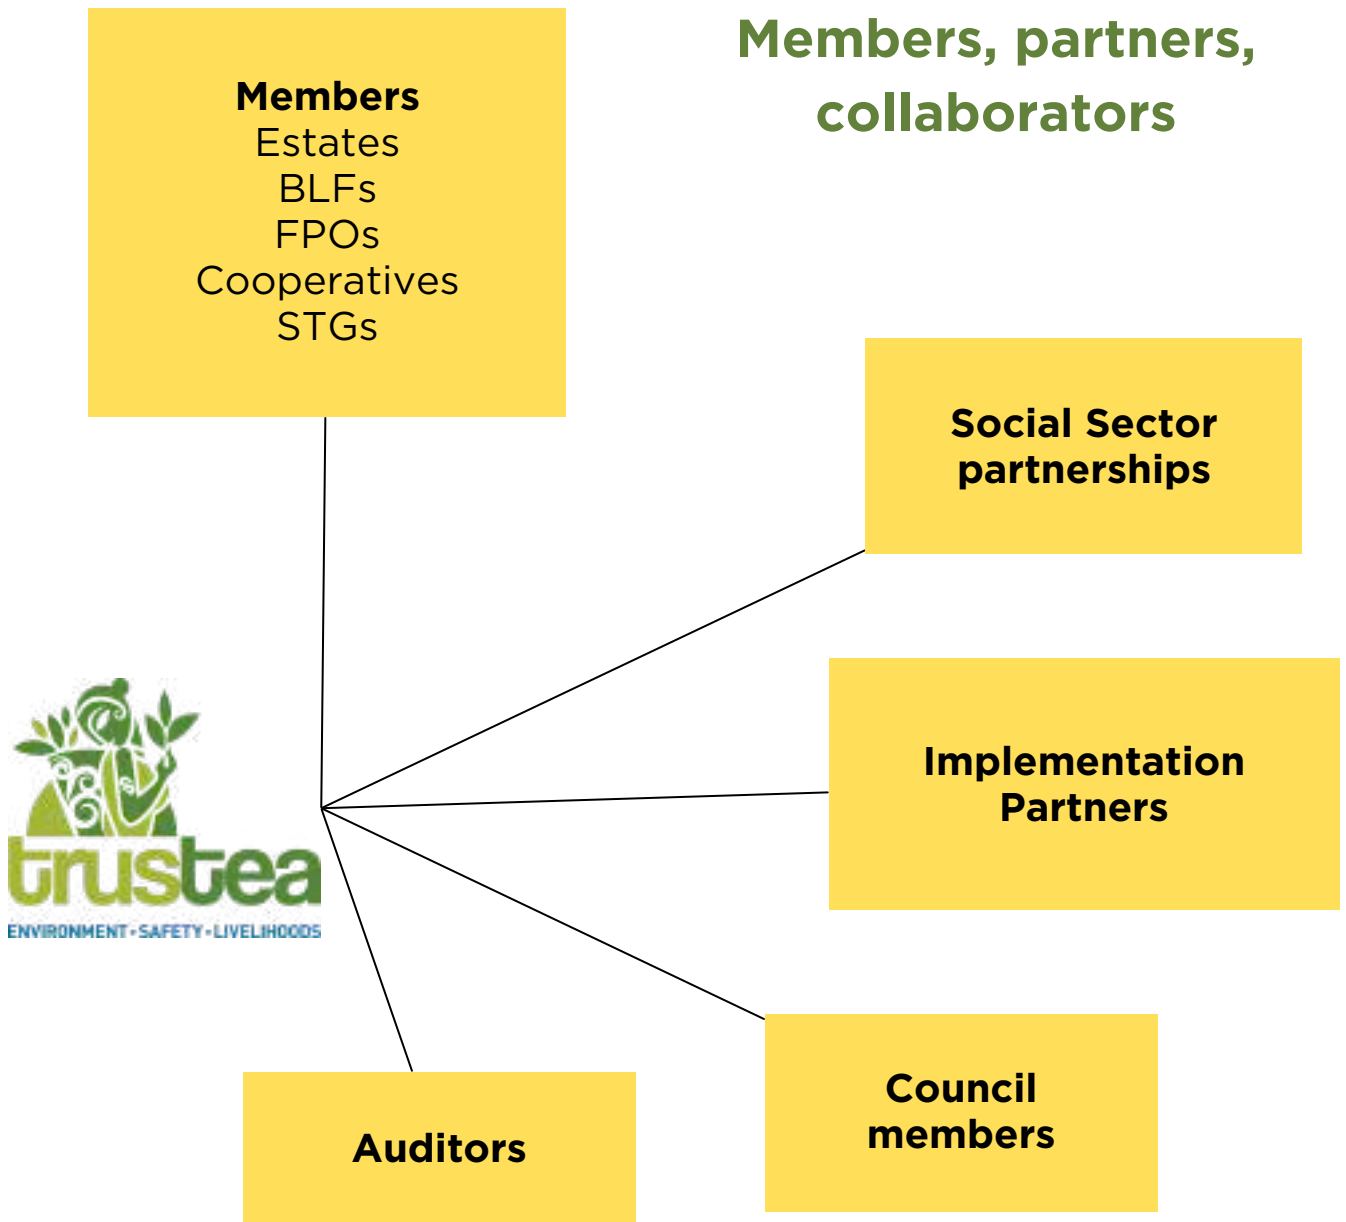 Members, partners,
collaborators
Members
Estates
BLFs
FPOs
Cooperatives
STGs
Social Sector
partnerships
Implementation
Partners
trustea
ENVIRONMENT • SAFETY • LIVELIHOODS
Council
members
Auditors